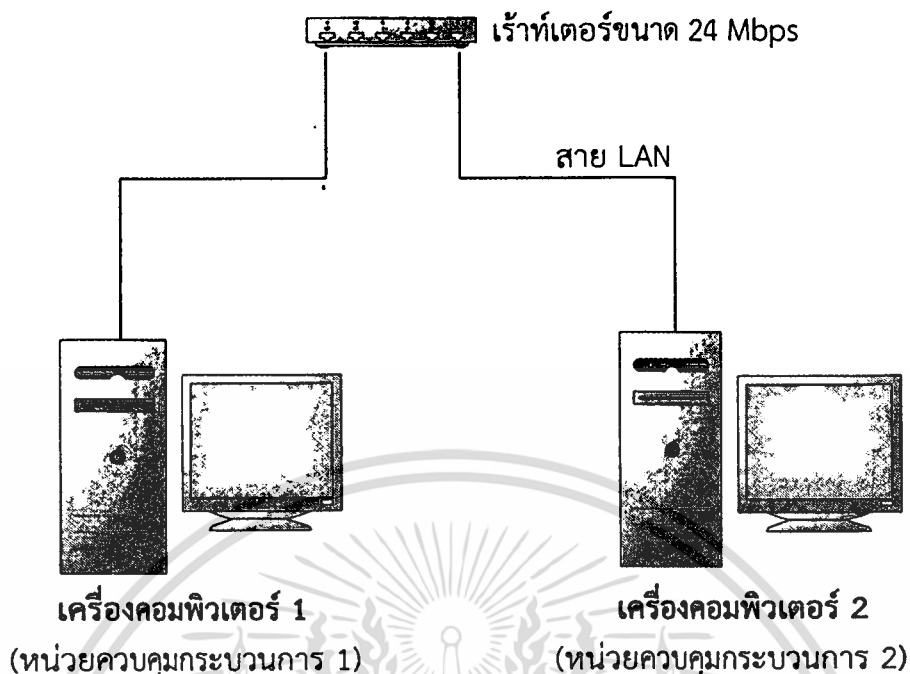 เร้าท์เตอร์ขนาด 24 Mbps
สาย LAN
เครื่องคอมพิวเตอร์ 1
(หน่วยควบคุมกระบวนการ 1)
เครื่องคอมพิวเตอร์ 2
(หน่วยควบคุมกระบวนการ 2)